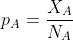 p_A = \frac{X_A}{N_A}